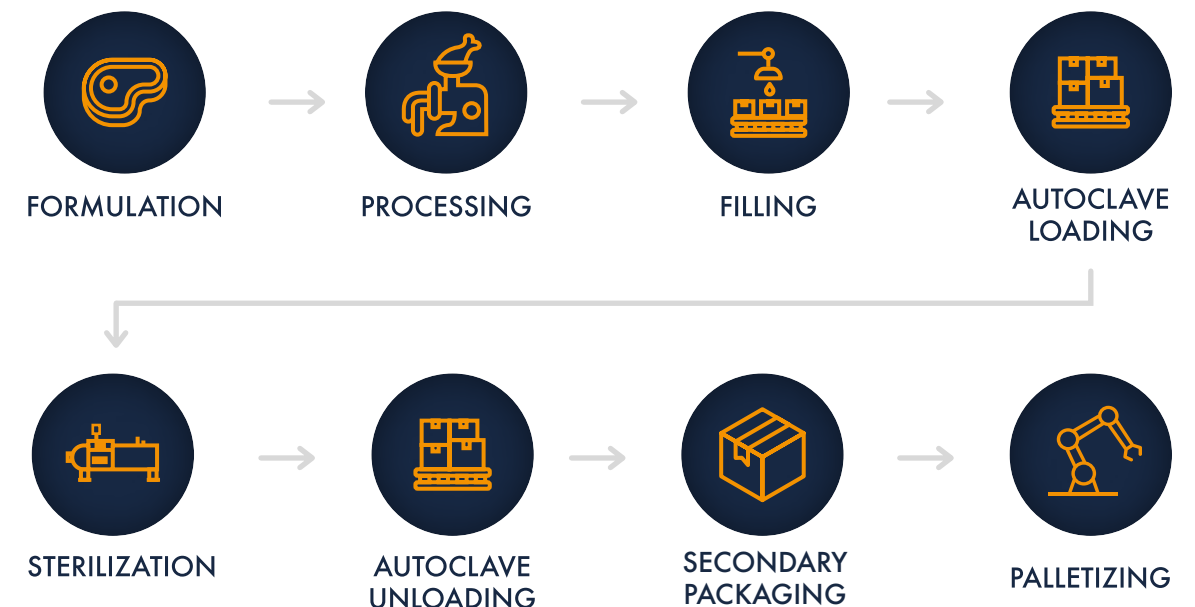 FORMULATION
PROCESSING
FILLING
AUTOCLAVE
LOADING
STERILIZATION
AUTOCLAVE
UNLOADING
SECONDARY
PACKAGING
PALLETIZING